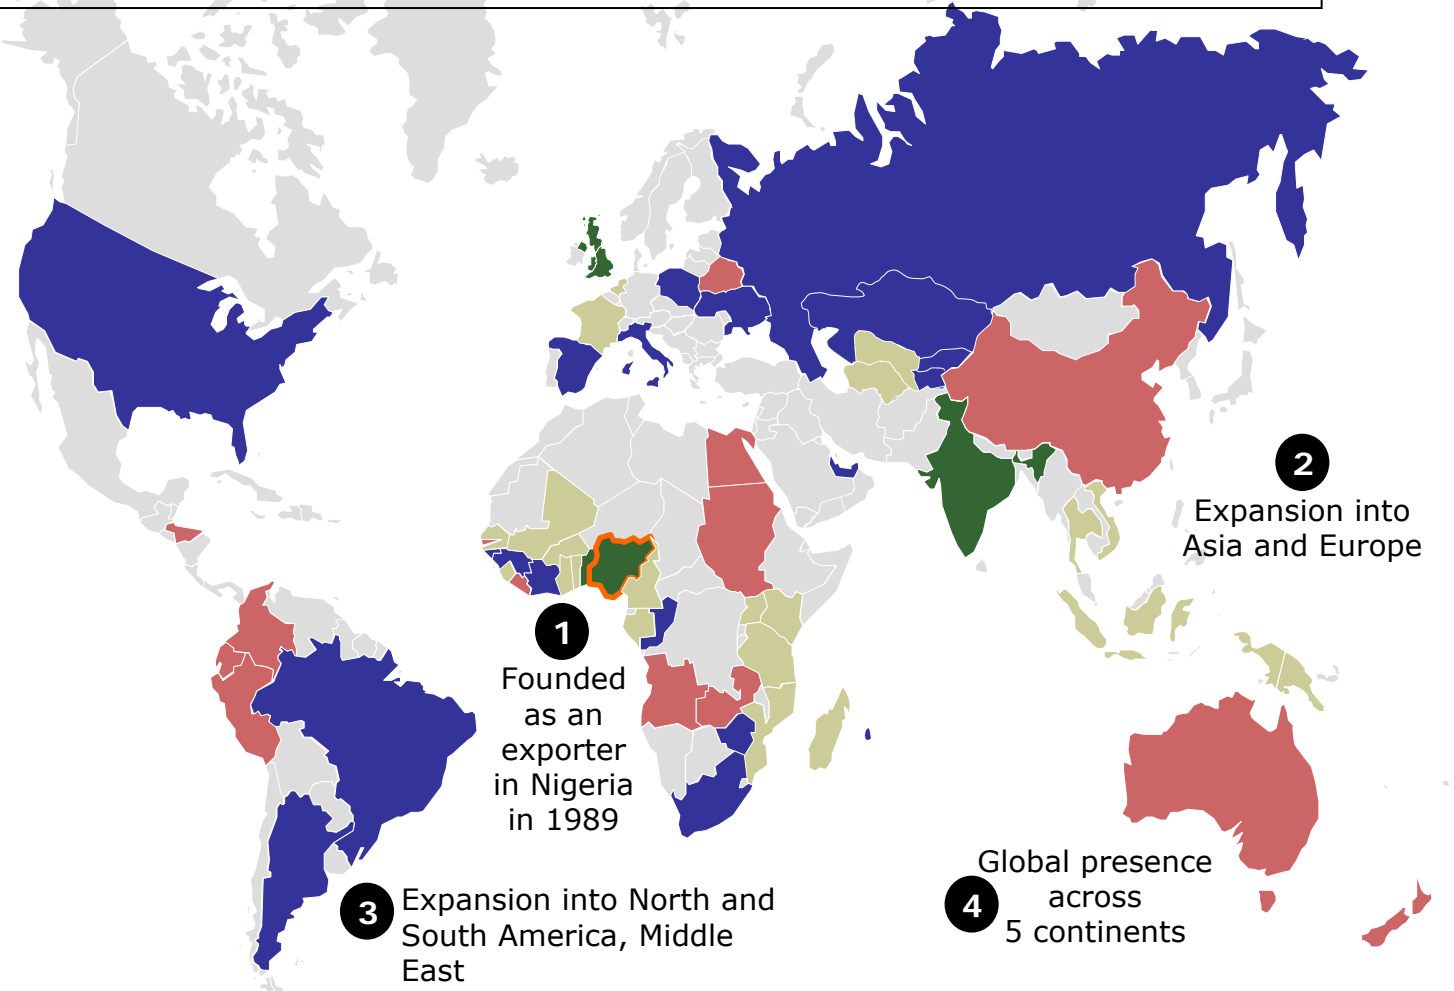 1
Founded
as an
exporter
in Nigeria
in 1989
2
Expansion into
Asia and Europe
3
Expansion into North and
South America, Middle
East
4
Global presence
across
5 continents